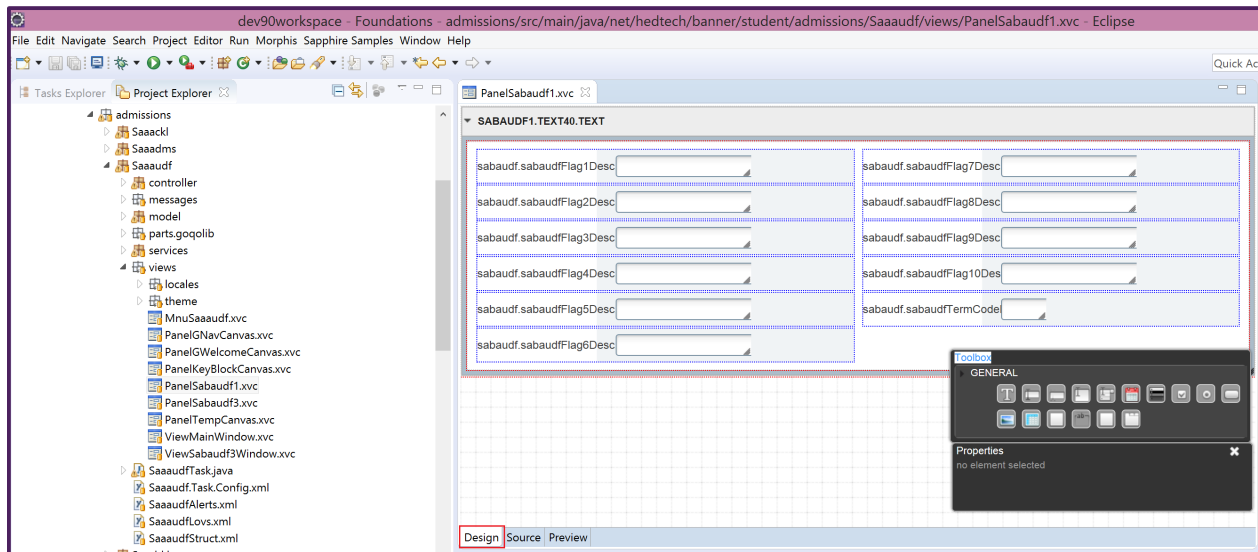 dev90workspace - Foundations - admissions/src/main/java/net/hedtech/banner/student/admissions/Saaaudf/views/PanelSabaudf1.xvc - Eclipse
File Edit Navigate Search Project Editor Run Morphis Sapphire Samples Window Help
Quick Ac
Tasks Explorer Project Explorer
admissions
Saaackl
Saaadms
Saaaudf
controller
messages
model
parts.goqolib
services
views
locales
theme
MnuSaaaudf.xvc
PanelGNavCanvas.xvc
PanelGWelcomeCanvas.xvc
PanelKeyBlockCanvas.xvc
PanelSabaudf1.xvc
PanelSabaudf3.xvc
PanelTempCanvas.xvc
ViewMainWindow.xvc
ViewSabaudf3Window.xvc
SaaaudfTask.java
Saaaudf.Task.Config.xml
SaaaudfAlerts.xml
SaaaudfLovs.xml
SaaaudfStruct.xml
PanelSabaudf1.xvc
SABAUDF1.TEXT40.TEXT
sabaudf.sabaudfFlag1Desc
sabaudf.sabaudfFlag2Desc
sabaudf.sabaudfFlag3Desc
sabaudf.sabaudfFlag4Desc
sabaudf.sabaudfFlag5Desc
sabaudf.sabaudfFlag6Desc
sabaudf.sabaudfFlag7Desc
sabaudf.sabaudfFlag8Desc
sabaudf.sabaudfFlag9Desc
sabaudf.sabaudfFlag10Des
sabaudf.sabaudfTermCodeI
Toolbox
GENERAL
Properties
no element selected
Design Source Preview